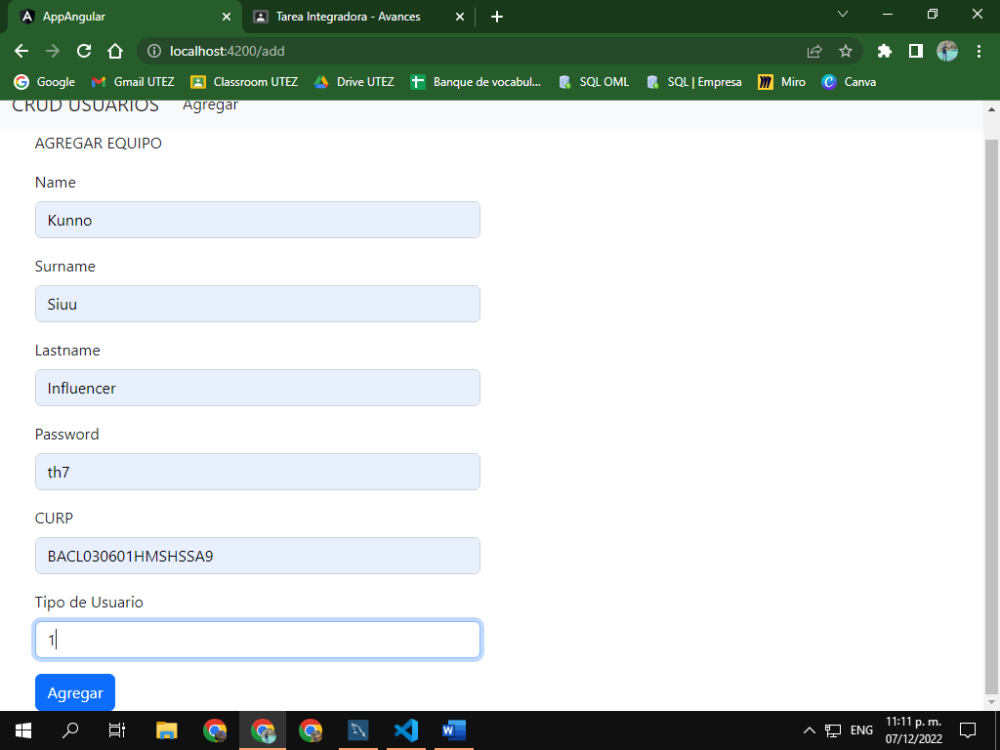 AppAngular
Tarea Integradora - Avances
localhost:4200/add
Google
Gmail UTEZ
Classroom UTEZ
Drive UTEZ
Banque de vocabul...
SQL OML
SQL | Empresa
Miro
Canva
CRUD USUARIOS
Agregar
AGREGAR EQUIPO
Name
Kunno
Surname
Siuu
Lastname
Influencer
Password
th7
CURP
BACL030601HMSHSSA9
Tipo de Usuario
1
Agregar
ENG
11:11 p. m.
07/12/2022